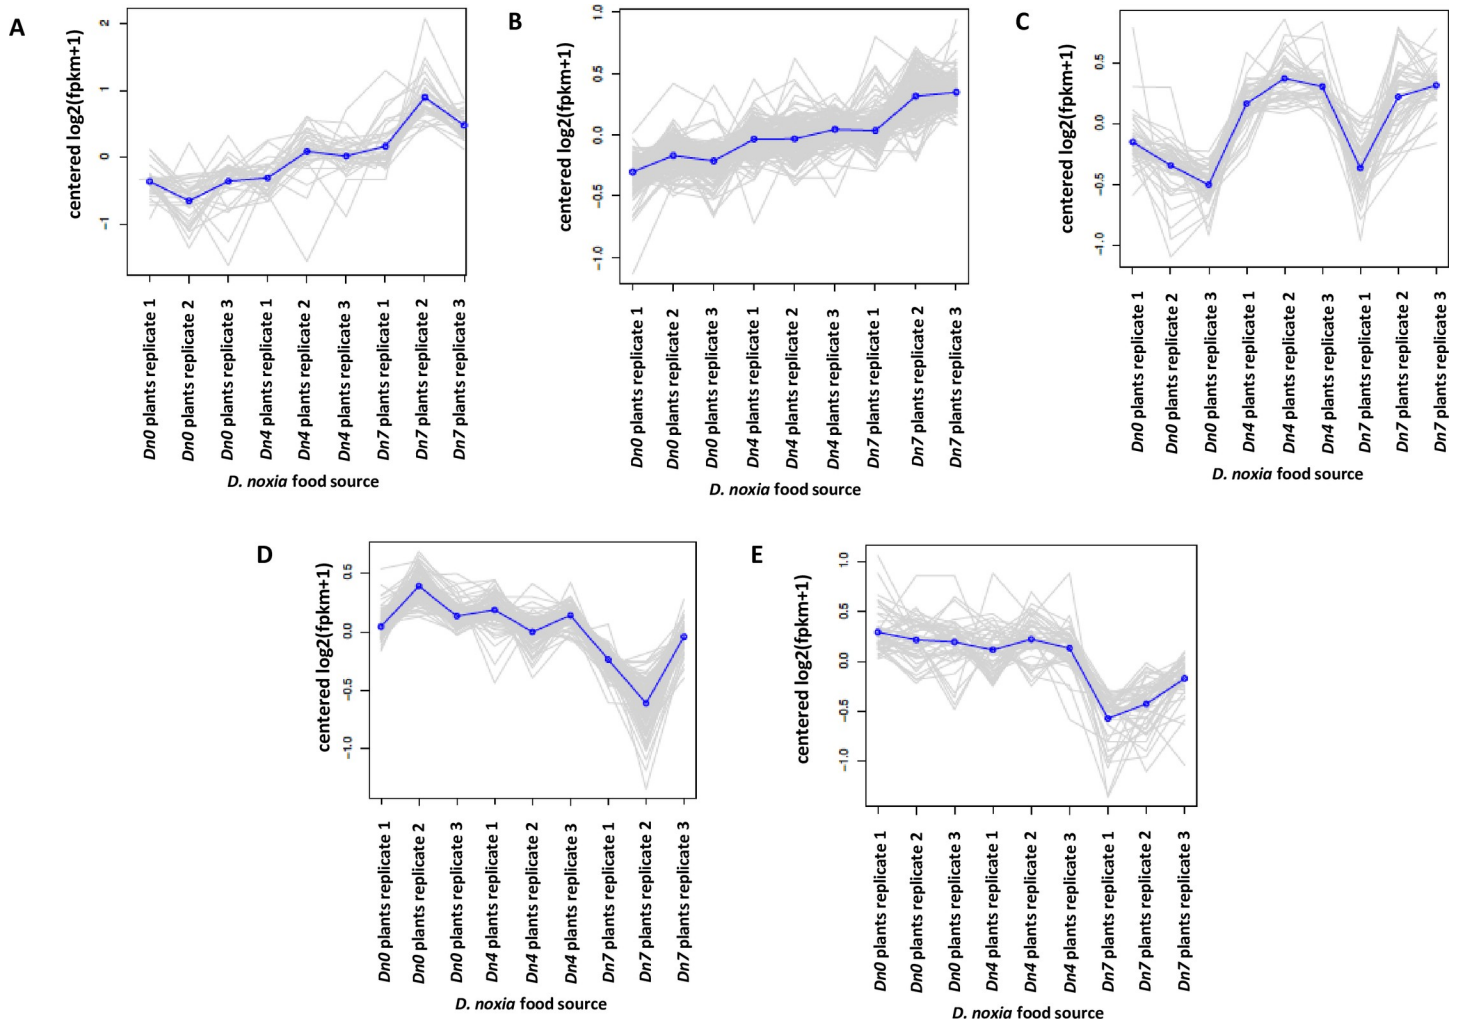 A
centered log2(fpkm+1)
2
1
0
−1
Dn0 plants replicate 1
Dn0 plants replicate 2
Dn0 plants replicate 3
Dn4 plants replicate 1
Dn4 plants replicate 2
Dn4 plants replicate 3
Dn7 plants replicate 1
Dn7 plants replicate 2
Dn7 plants replicate 3
D. noxia food source
B
centered log2(fpkm+1)
1.0
0.5
0.0
−0.5
−1.0
Dn0 plants replicate 1
Dn0 plants replicate 2
Dn0 plants replicate 3
Dn4 plants replicate 1
Dn4 plants replicate 2
Dn4 plants replicate 3
Dn7 plants replicate 1
Dn7 plants replicate 2
Dn7 plants replicate 3
D. noxia food source
C
centered log2(fpkm+1)
0.5
0.0
−0.5
−1.0
Dn0 plants replicate 1
Dn0 plants replicate 2
Dn0 plants replicate 3
Dn4 plants replicate 1
Dn4 plants replicate 2
Dn4 plants replicate 3
Dn7 plants replicate 1
Dn7 plants replicate 2
Dn7 plants replicate 3
D. noxia food source
D
centered log2(fpkm+1)
0.5
0.0
−0.5
−1.0
Dn0 plants replicate 1
Dn0 plants replicate 2
Dn0 plants replicate 3
Dn4 plants replicate 1
Dn4 plants replicate 2
Dn4 plants replicate 3
Dn7 plants replicate 1
Dn7 plants replicate 2
Dn7 plants replicate 3
D. noxia food source
E
centered log2(fpkm+1)
1.0
0.5
0.0
−0.5
−1.0
Dn0 plants replicate 1
Dn0 plants replicate 2
Dn0 plants replicate 3
Dn4 plants replicate 1
Dn4 plants replicate 2
Dn4 plants replicate 3
Dn7 plants replicate 1
Dn7 plants replicate 2
Dn7 plants replicate 3
D. noxia food source